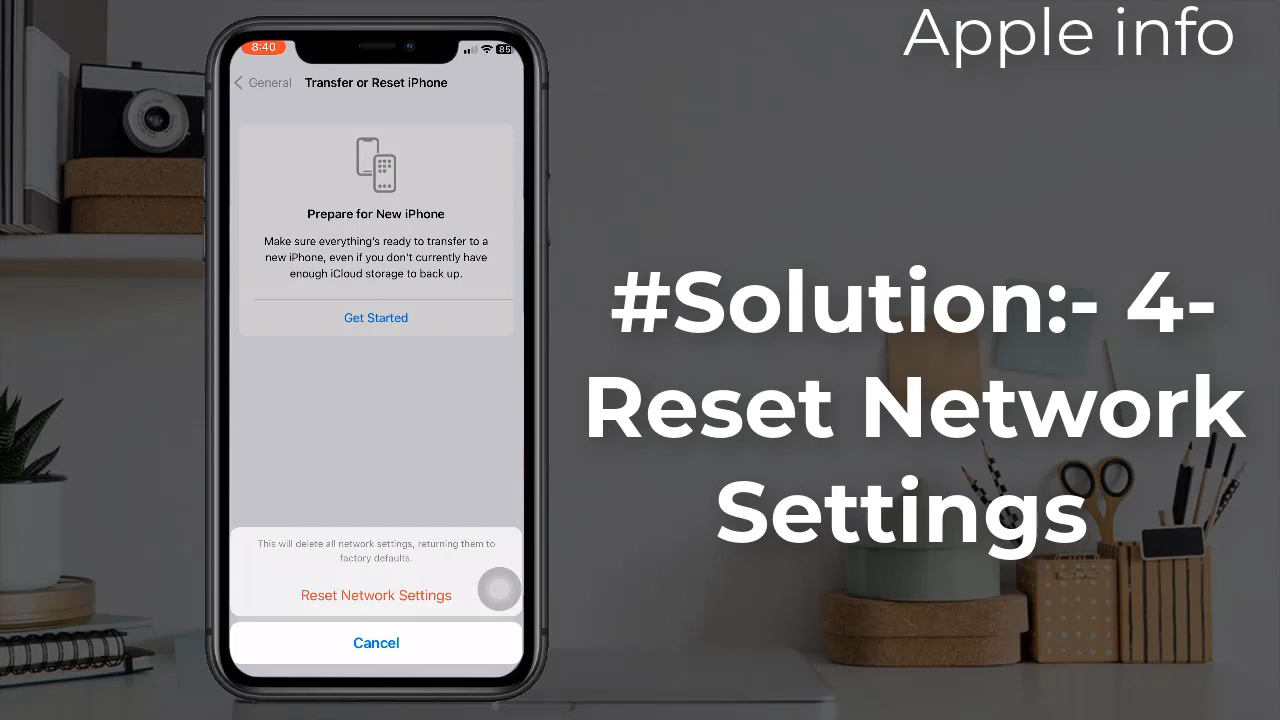 Apple info
8:40
85
General
Transfer or Reset iPhone
Prepare for New iPhone
Make sure everything's ready to transfer to a
new iPhone, even if you don't currently have
enough iCloud storage to back up.
Get Started
This will delete all network settings, returning them to
factory defaults.
Reset Network Settings
Cancel
#Solution:- 4-
Reset Network
Settings